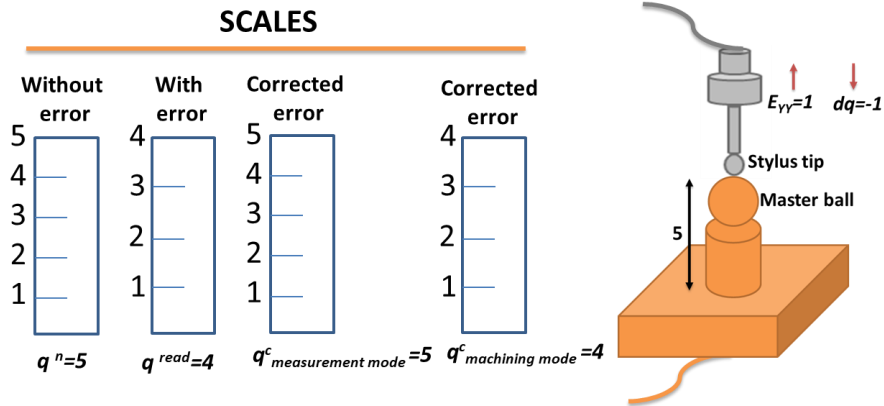 SCALES
Without error
5
4
3
2
1
q ⁿ=5
With error
4
3
2
1
q ʳᵉᵃᵈ=4
Corrected error
5
4
3
2
1
qᶜ measurement mode =5
Corrected error
4
3
2
1
qᶜ machining mode =4
E_YY=1 dq=-1
Stylus tip
Master ball
5